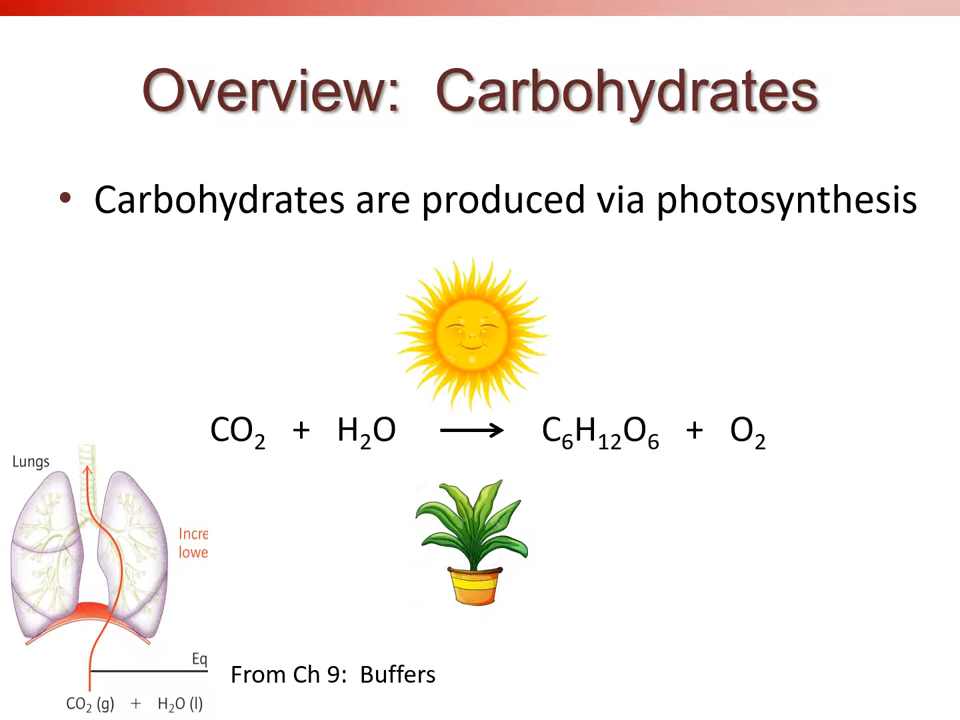 Overview: Carbohydrates
• Carbohydrates are produced via photosynthesis
CO₂ + H₂O ⟶ C₆H₁₂O₆ + O₂
Lungs
Incre
lowe
Eq
From Ch 9: Buffers
CO₂ (g) + H₂O (l)